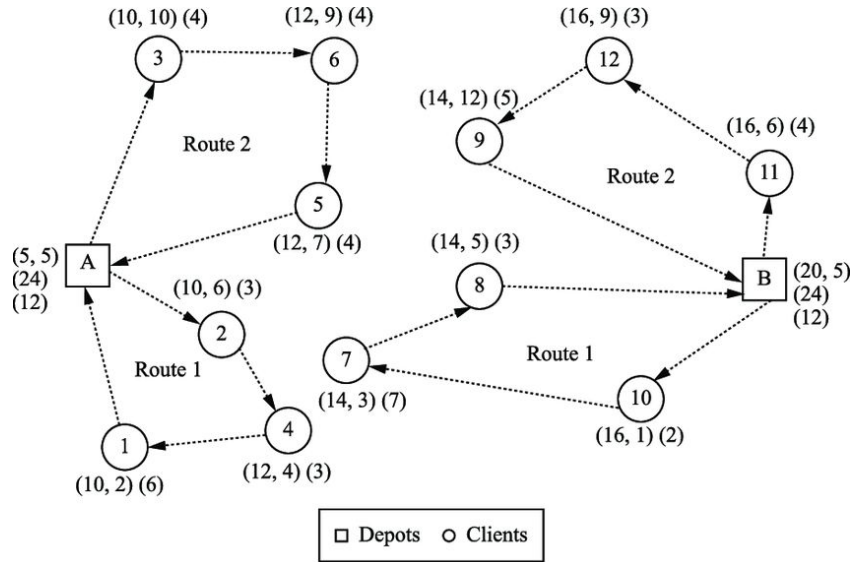 (10, 10) (4)
3
(12, 9) (4)
6
Route 2
5
(12, 7) (4)
(5, 5)
(24)
(12)
A
(10, 6) (3)
2
Route 1
1
(10, 2) (6)
4
(12, 4) (3)
(16, 9) (3)
12
(14, 12) (5)
9
(16, 6) (4)
11
Route 2
(14, 5) (3)
8
B
(20, 5)
(24)
(12)
7
(14, 3) (7)
Route 1
10
(16, 1) (2)
Depots
Clients